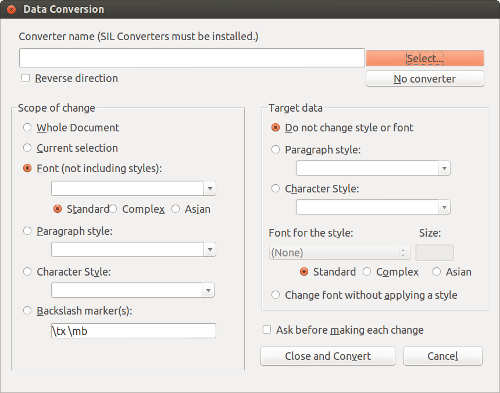 Data Conversion
Converter name (SIL Converters must be installed.)
Select...
Reverse direction
No converter
Scope of change
Whole Document
Current selection
Font (not including styles):
Standard Complex Asian
Paragraph style:
Character Style:
Backslash marker(s):
\tx \mb
Target data
Do not change style or font
Paragraph style:
Character Style:
Font for the style: Size:
(None)
Standard Complex Asian
Change font without applying a style
Ask before making each change
Close and Convert Cancel